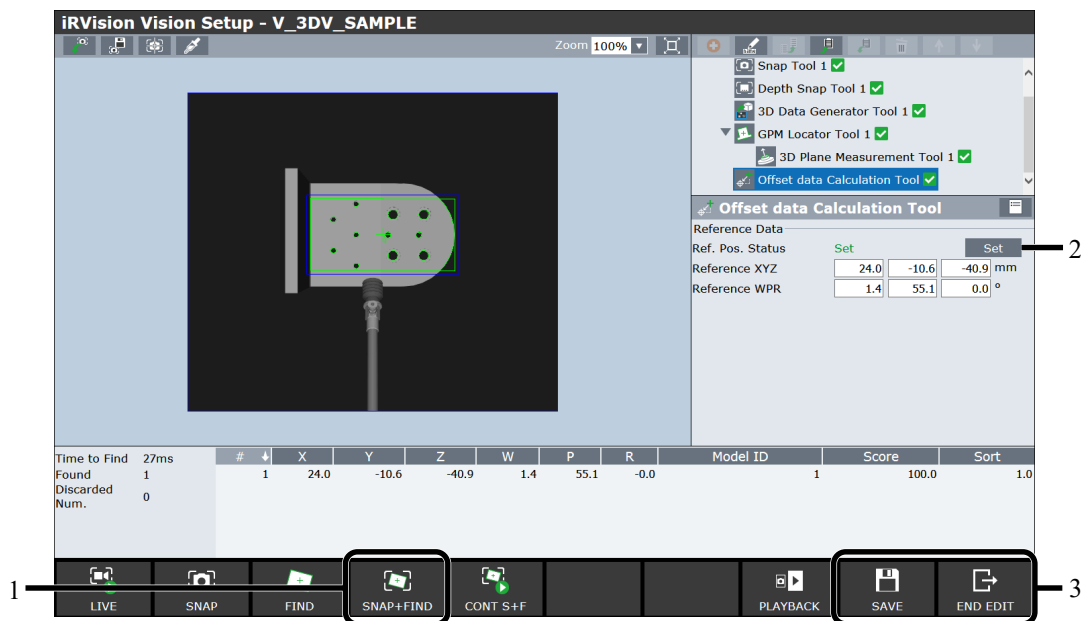 iRVision Vision Setup - V_3DV_SAMPLE
Zoom 100%
Snap Tool 1
Depth Snap Tool 1
3D Data Generator Tool 1
GPM Locator Tool 1
3D Plane Measurement Tool 1
Offset data Calculation Tool
Offset data Calculation Tool
Reference Data
Ref. Pos. Status Set Set
2
Reference XYZ 24.0 -10.6 -40.9 mm
Reference WPR 1.4 55.1 0.0 º
Time to Find 27ms
Found 1
Discarded Num. 0
# X Y Z W P R Model ID Score Sort
1 24.0 -10.6 -40.9 1.4 55.1 -0.0 1 100.0 1.0
1
LIVE SNAP FIND SNAP+FIND CONT S+F PLAYBACK SAVE END EDIT
3